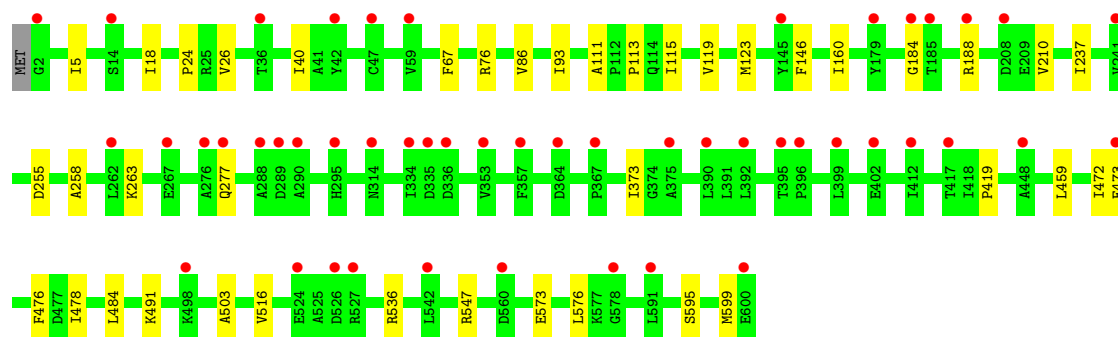 MET G2 I5 S14 I18 P24 R25 V26 T36 I40 A41 Y42 C47 V59 F67 R76 V86 I93 A111 P112 P113 Q114 I115 V119 M123 Y145 F146 I160 Y179 G184 T185 R188 D208 E209 V210 I237 V241
D255 A258 L262 K263 E267 A276 Q277 A288 D289 A290 H295 N314 I334 D335 D336 V353 F357 D364 P367 I373 G374 A375 L390 L391 L392 T395 P396 L399 E402 I412 T417 I418 P419 A448 L459 I472
F476 D477 I478 L484 K491 K498 A503 V516 E524 A525 D526 R527 R536 L542 R547 D560 E573 L576 K577 G578 L591 S595 M599 E600